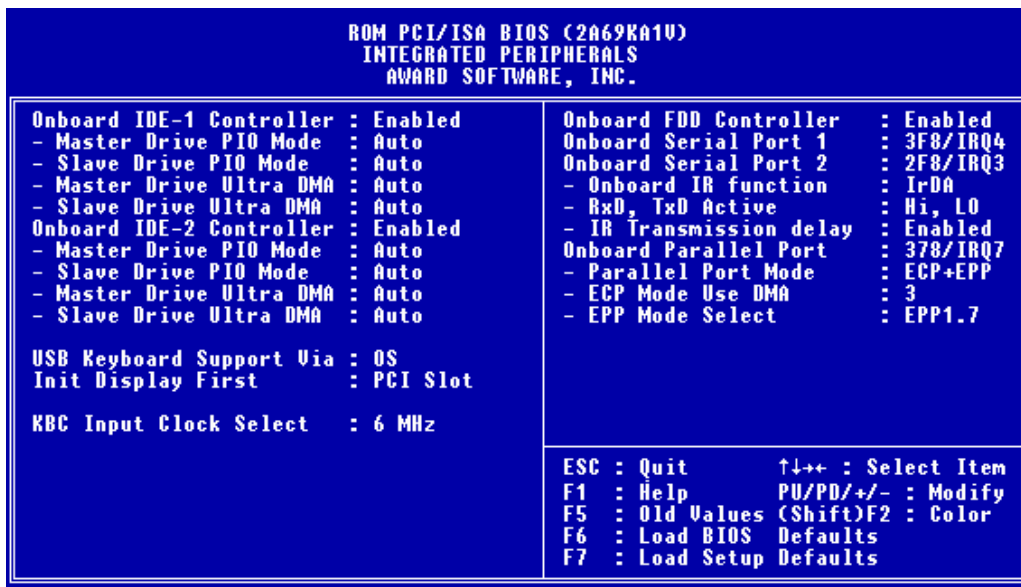 ROM PCI/ISA BIOS (2A69KA1V)
INTEGRATED PERIPHERALS
AWARD SOFTWARE, INC.
Onboard IDE-1 Controller : Enabled
- Master Drive PIO Mode : Auto
- Slave Drive PIO Mode : Auto
- Master Drive Ultra DMA : Auto
- Slave Drive Ultra DMA : Auto
Onboard IDE-2 Controller : Enabled
- Master Drive PIO Mode : Auto
- Slave Drive PIO Mode : Auto
- Master Drive Ultra DMA : Auto
- Slave Drive Ultra DMA : Auto
USB Keyboard Support Via : OS
Init Display First : PCI Slot
KBC Input Clock Select : 6 MHz
Onboard FDD Controller : Enabled
Onboard Serial Port 1 : 3F8/IRQ4
Onboard Serial Port 2 : 2F8/IRQ3
- Onboard IR function : IrDA
- RxD, TxD Active : Hi, LO
- IR Transmission delay : Enabled
Onboard Parallel Port : 378/IRQ7
- Parallel Port Mode : ECP+EPP
- ECP Mode Use DMA : 3
- EPP Mode Select : EPP1.7
ESC : Quit ↑↓→← : Select Item
F1 : Help PU/PD/+/- : Modify
F5 : Old Values (Shift)F2 : Color
F6 : Load BIOS Defaults
F7 : Load Setup Defaults